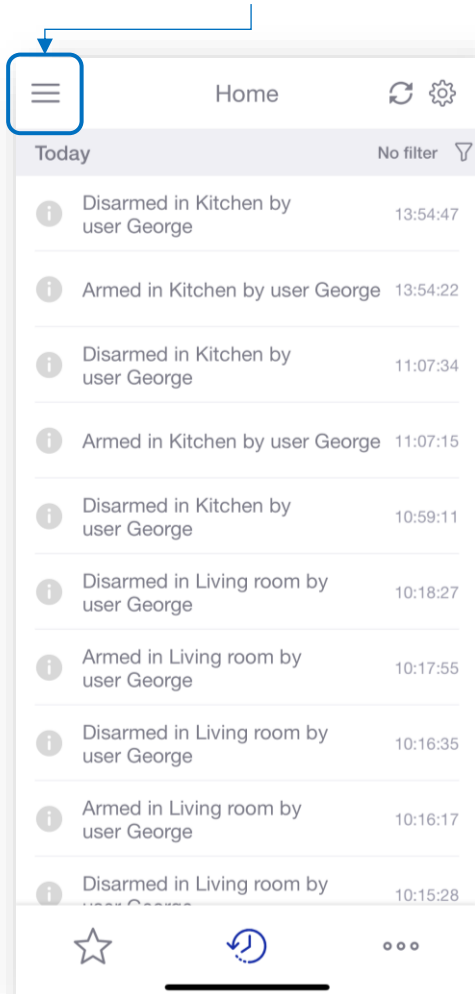 Home
Today No filter
Disarmed in Kitchen by
user George
13:54:47
Armed in Kitchen by user George 13:54:22
Disarmed in Kitchen by
user George
11:07:34
Armed in Kitchen by user George 11:07:15
Disarmed in Kitchen by
user George
10:59:11
Disarmed in Living room by
user George
10:18:27
Armed in Living room by
user George
10:17:55
Disarmed in Living room by
user George
10:16:35
Armed in Living room by
user George
10:16:17
Disarmed in Living room by
user George
10:15:28